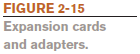 FIGURE 2-15
Expansion cards
and adapters.